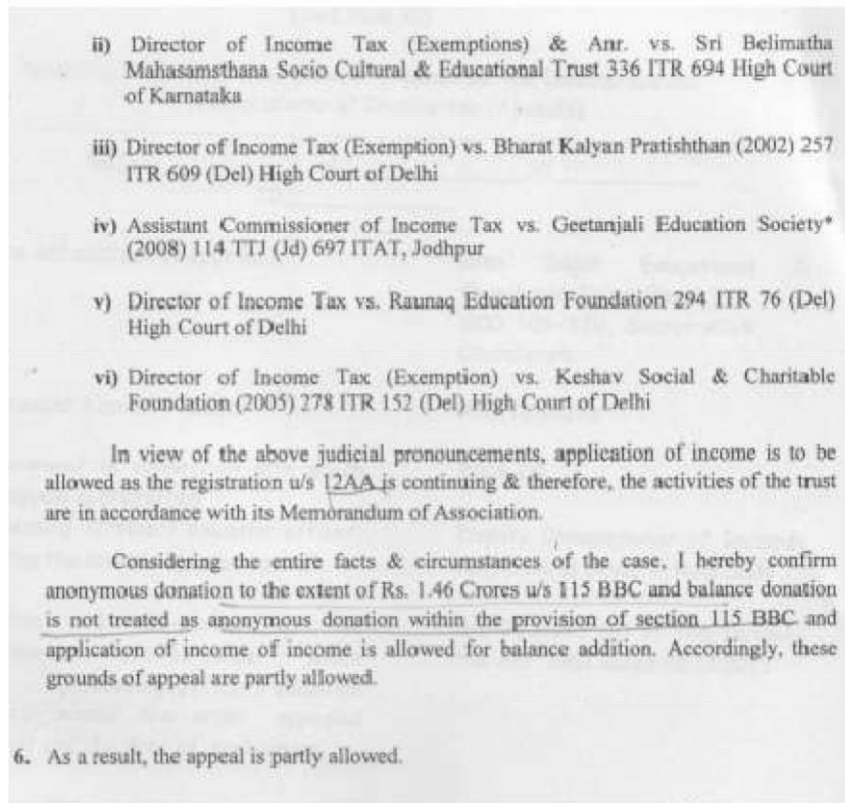 ii) Director of Income Tax (Exemptions) & Anr. vs. Sri Belimatha
Mahasamsthana Socio Cultural & Educational Trust 336 ITR 694 High Court
of Karnataka
iii) Director of Income Tax (Exemption) vs. Bharat Kalyan Pratishthan (2002) 257
ITR 609 (Del) High Court of Delhi
iv) Assistant Commissioner of Income Tax vs. Geetanjali Education Society*
(2008) 114 TTJ (Jd) 697 ITAT, Jodhpur
v) Director of Income Tax vs. Raunaq Education Foundation 294 ITR 76 (Del)
High Court of Delhi
vi) Director of Income Tax (Exemption) vs. Keshav Social & Charitable
Foundation (2005) 278 ITR 152 (Del) High Court of Delhi
In view of the above judicial pronouncements, application of income is to be
allowed as the registration u/s 12AA is continuing & therefore, the activities of the trust
are in accordance with its Memorandum of Association.
Considering the entire facts & circumstances of the case, I hereby confirm
anonymous donation to the extent of Rs. 1.46 Crores u/s 115 BBC and balance donation
is not treated as anonymous donation within the provision of section 115 BBC and
application of income of income is allowed for balance addition. Accordingly, these
grounds of appeal are partly allowed.
6. As a result, the appeal is partly allowed.